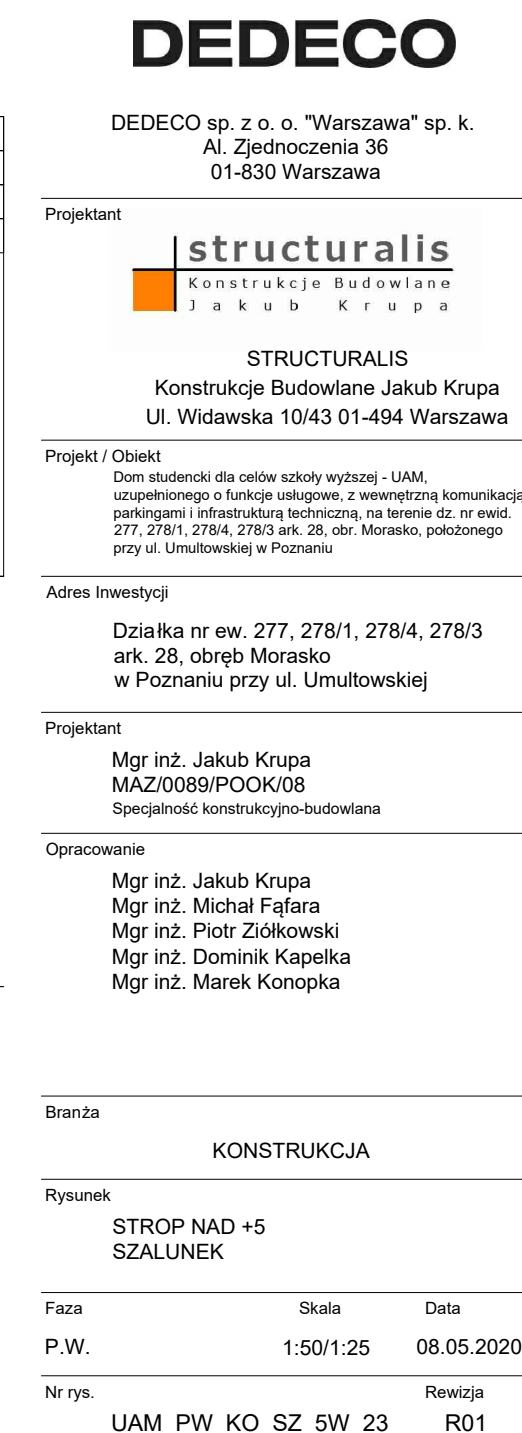 DEDECO
DEDECO sp. z o. o. "Warszawa" sp. k.
Al. Zjednoczenia 36
01-830 Warszawa
Projektant
structuralis
Konstrukcje Budowlane
Jakub Krupa
STRUCTURALIS
Konstrukcje Budowlane Jakub Krupa
Ul. Widawska 10/43 01-494 Warszawa
Projekt / Obiekt
Dom studencki dla celów szkoły wyższej - UAM,
uzupełnionego o funkcje usługowe, z wewnętrzną komunikacją
parkingami i infrastrukturą techniczną, na terenie dz. nr ewid.
277, 278/1, 278/4, 278/3 ark. 28, obr. Morasko, położonego
przy ul. Umultowskiej w Poznaniu
Adres Inwestycji
Działka nr ew. 277, 278/1, 278/4, 278/3
ark. 28, obręb Morasko
w Poznaniu przy ul. Umultowskiej
Projektant
Mgr inż. Jakub Krupa
MAZ/0089/POOK/08
Specjalność konstrukcyjno-budowlana
Opracowanie
Mgr inż. Jakub Krupa
Mgr inż. Michał Fąfara
Mgr inż. Piotr Ziółkowski
Mgr inż. Dominik Kapelka
Mgr inż. Marek Konopka
Branża
KONSTRUKCJA
Rysunek
STROP NAD +5
SZALUNEK
Faza Skala Data
P.W. 1:50/1:25 08.05.2020
Nr rys. Rewizja
UAM PW KO SZ 5W 23 R01